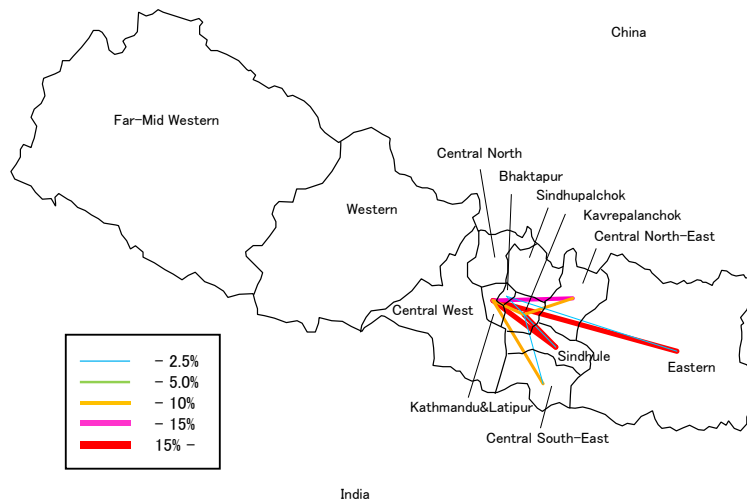 China
Far-Mid Western
Central North
Bhaktapur
Sindhupalchok
Kavrepalanchok
Western
Central North-East
Central West
- 2.5%
- 5.0%
- 10%
- 15%
15% -
Sindhule
Eastern
Kathmandu&Latipur
Central South-East
India